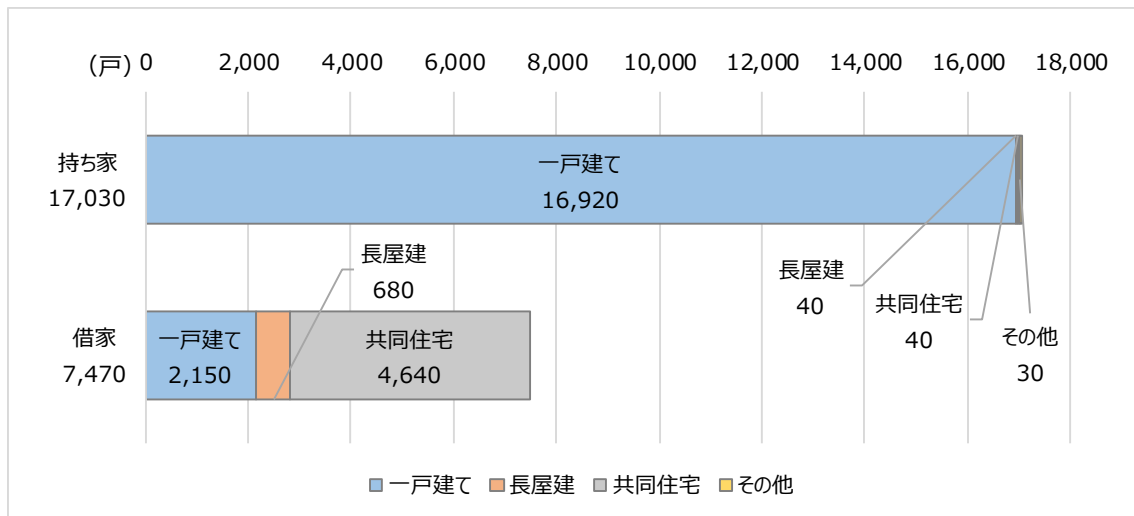 (戸) 0 2,000 4,000 6,000 8,000 10,000 12,000 14,000 16,000 18,000
持ち家
17,030
一戸建て
16,920
長屋建
40
共同住宅
40
その他
30
借家
7,470
一戸建て
2,150
長屋建
680
共同住宅
4,640
一戸建て 長屋建 共同住宅 その他